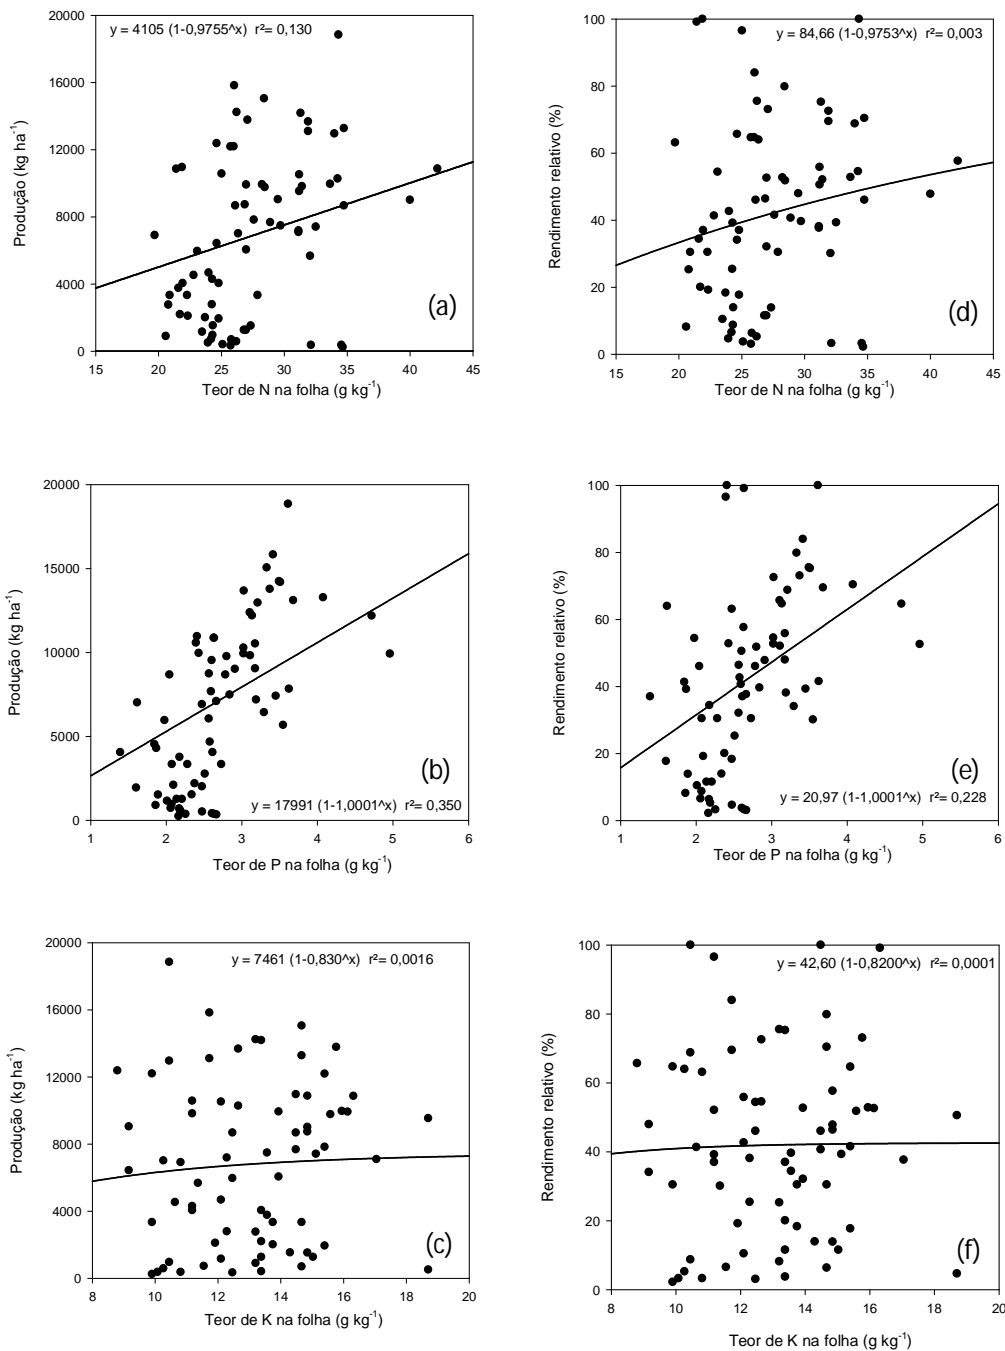 y = 4105 (1-0,9755^x) r²= 0,130
20000
16000
12000
8000
4000
0
Produção (kg ha⁻¹)
(a)
15 20 25 30 35 40 45
Teor de N na folha (g kg⁻¹)
y = 84,66 (1-0,9753^x) r²= 0,003
100
80
60
40
20
0
Rendimento relativo (%)
(d)
15 20 25 30 35 40 45
Teor de N na folha (g kg⁻¹)
20000
15000
10000
5000
0
Produção (kg ha⁻¹)
(b)
y = 17991 (1-1,0001^x) r²= 0,350
1 2 3 4 5 6
Teor de P na folha (g kg⁻¹)
100
80
60
40
20
0
Rendimento relativo (%)
(e)
y = 20,97 (1-1,0001^x) r²= 0,228
1 2 3 4 5 6
Teor de P na folha (g kg⁻¹)
y = 7461 (1-0,830^x) r²= 0,0016
20000
16000
12000
8000
4000
0
Produção (kg ha⁻¹)
(c)
8 10 12 14 16 18 20
Teor de K na folha (g kg⁻¹)
y = 42,60 (1-0,8200^x) r²= 0,0001
100
80
60
40
20
0
Rendimento relativo (%)
(f)
8 10 12 14 16 18 20
Teor de K na folha (g kg⁻¹)